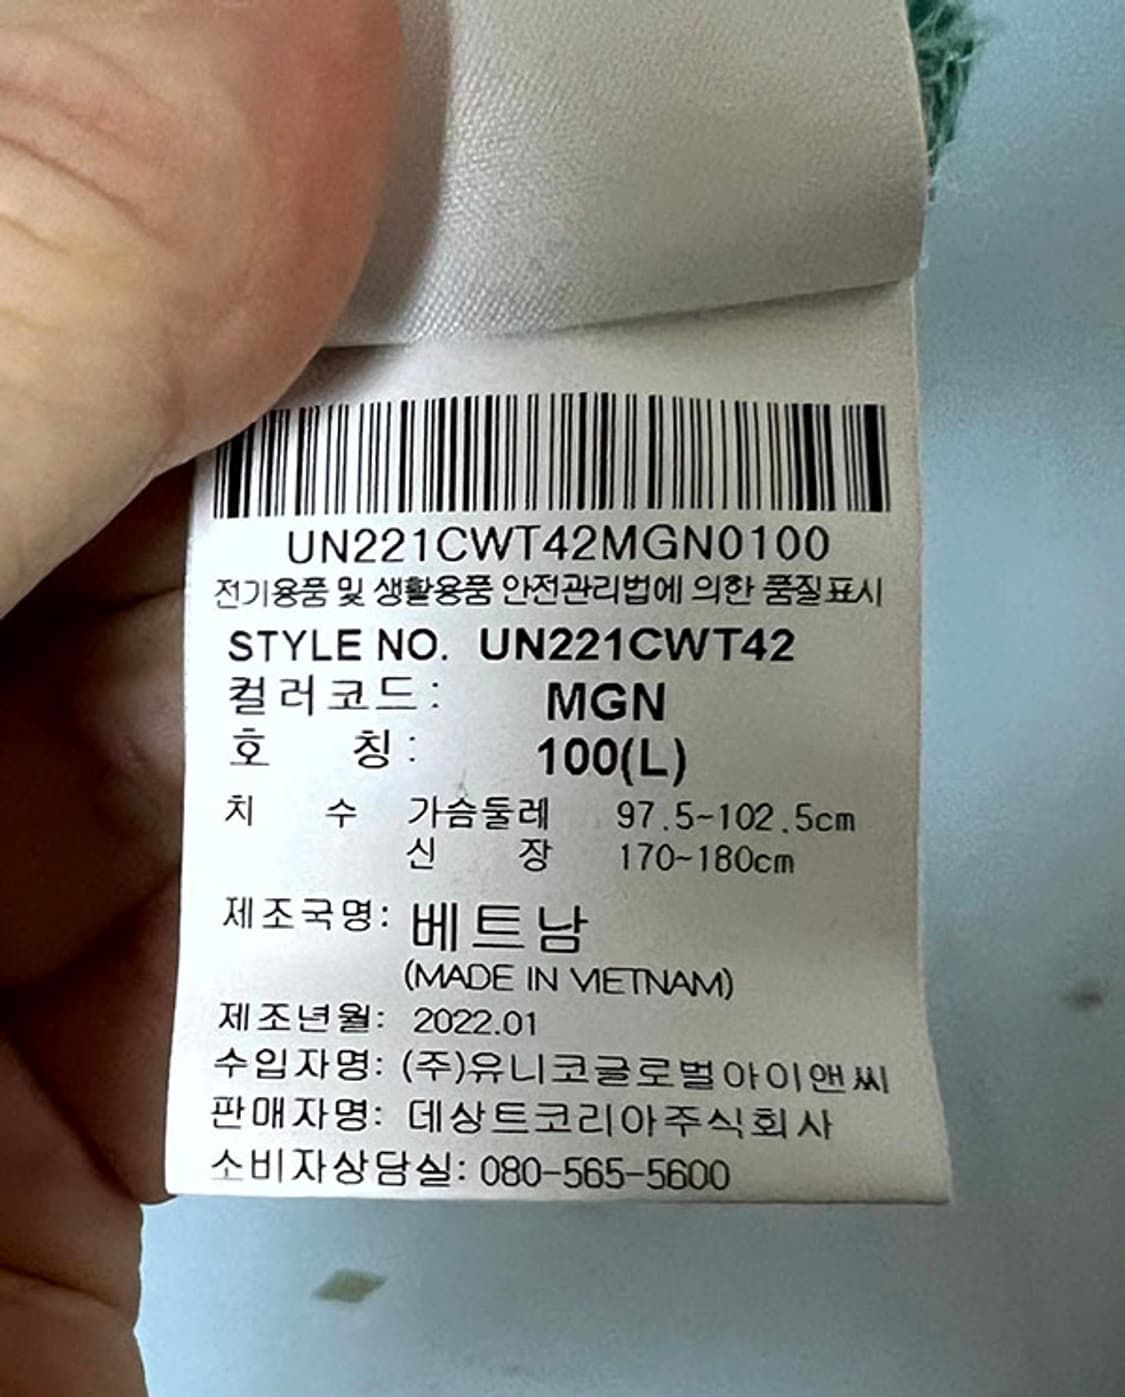 UN221CWT42MGN0100
전기용품 및 생활용품 안전관리법에 의한 품질표시
STYLE NO. UN221CWT42
컬러코드: MGN
호 칭: 100(L)
치 수 가슴둘레 97.5~102.5cm
신 장 170~180cm
제조국명: 베트남
(MADE IN VIETNAM)
제조년월: 2022.01
수입자명: (주)유니코글로벌아이앤씨
판매자명: 데상트코리아주식회사
소비자상담실: 080-565-5600